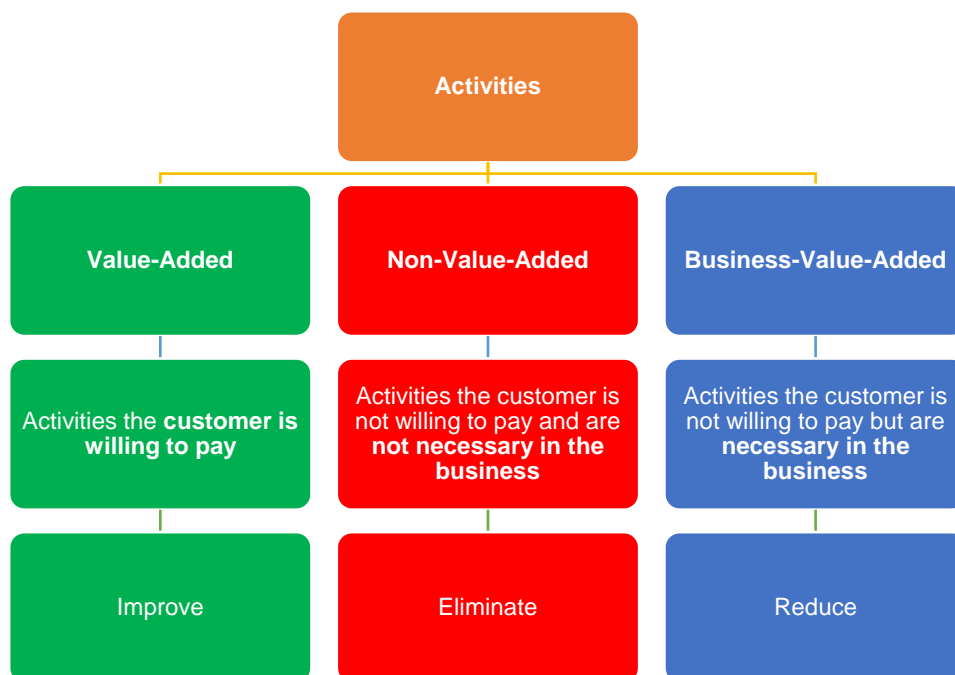 Activities
Value-Added
Non-Value-Added
Business-Value-Added
Activities the customer is
willing to pay
Activities the customer is
not willing to pay and are
not necessary in the
business
Activities the customer is
not willing to pay but are
necessary in the
business
Improve
Eliminate
Reduce